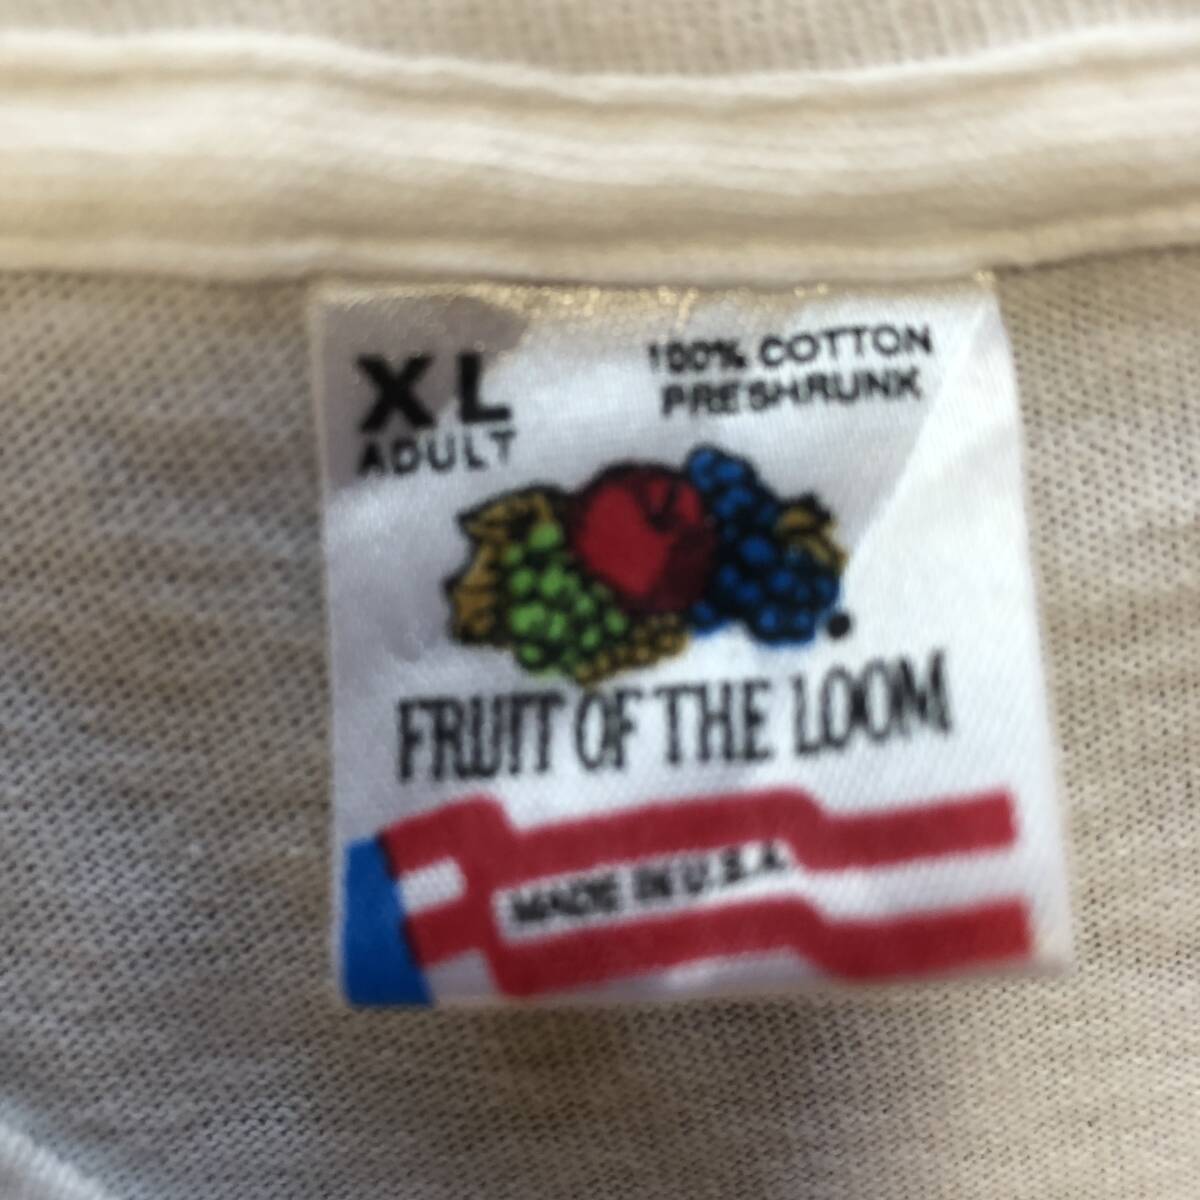 XL
ADULT
100% COTTON
PRESHRUNK
FRUIT OF THE LOOM
MADE IN U.S.A.